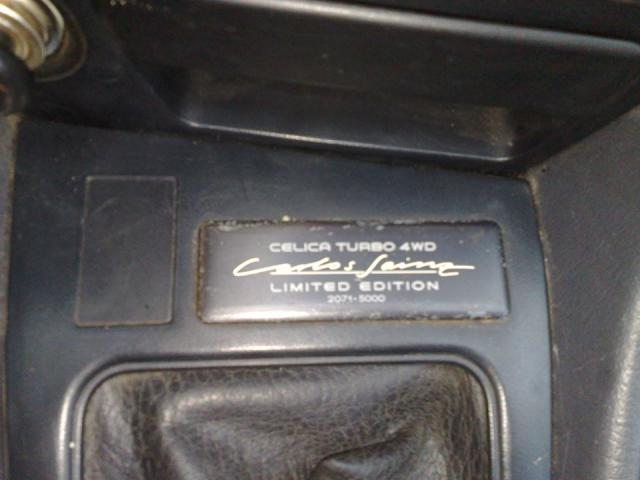 CELICA TURBO 4WD
Carlos Sainz
LIMITED EDITION
2071-5000